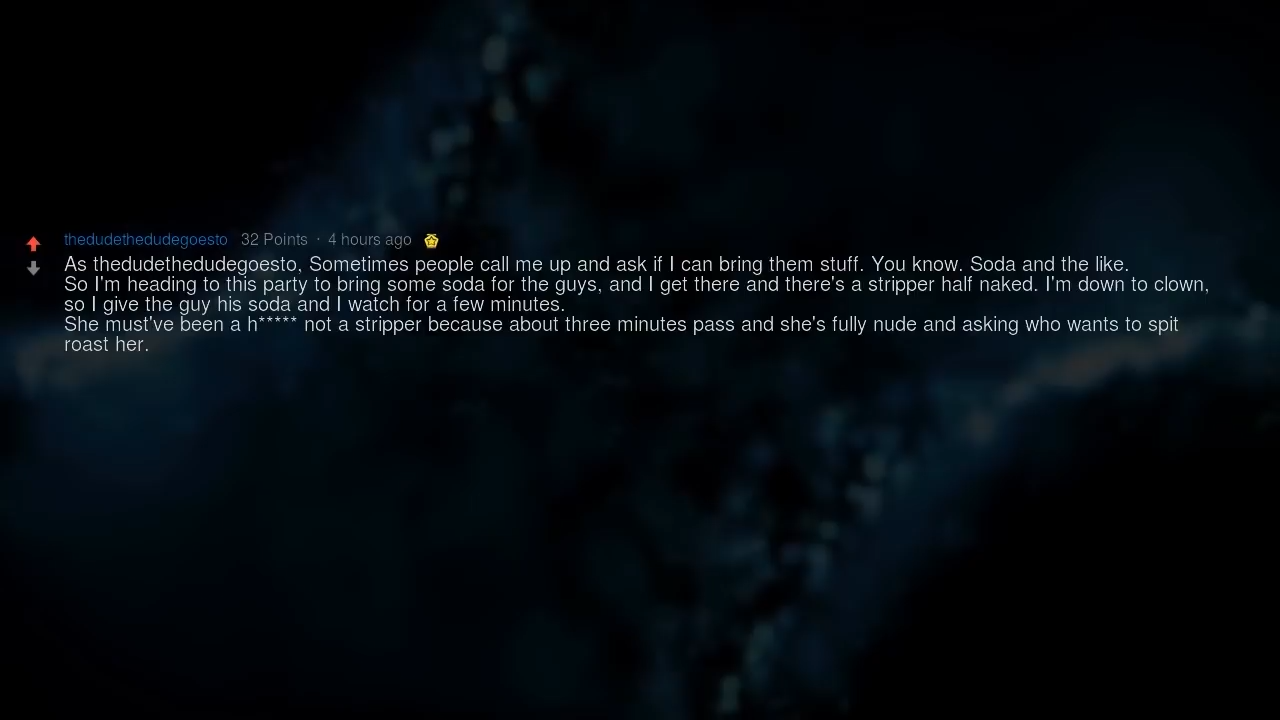 thedudethedudegoesto 32 Points · 4 hours ago
As thedudethedudegoesto, Sometimes people call me up and ask if I can bring them stuff. You know. Soda and the like.
So I'm heading to this party to bring some soda for the guys, and I get there and there's a stripper half naked. I'm down to clown,
so I give the guy his soda and I watch for a few minutes.
She must've been a h***** not a stripper because about three minutes pass and she's fully nude and asking who wants to spit
roast her.